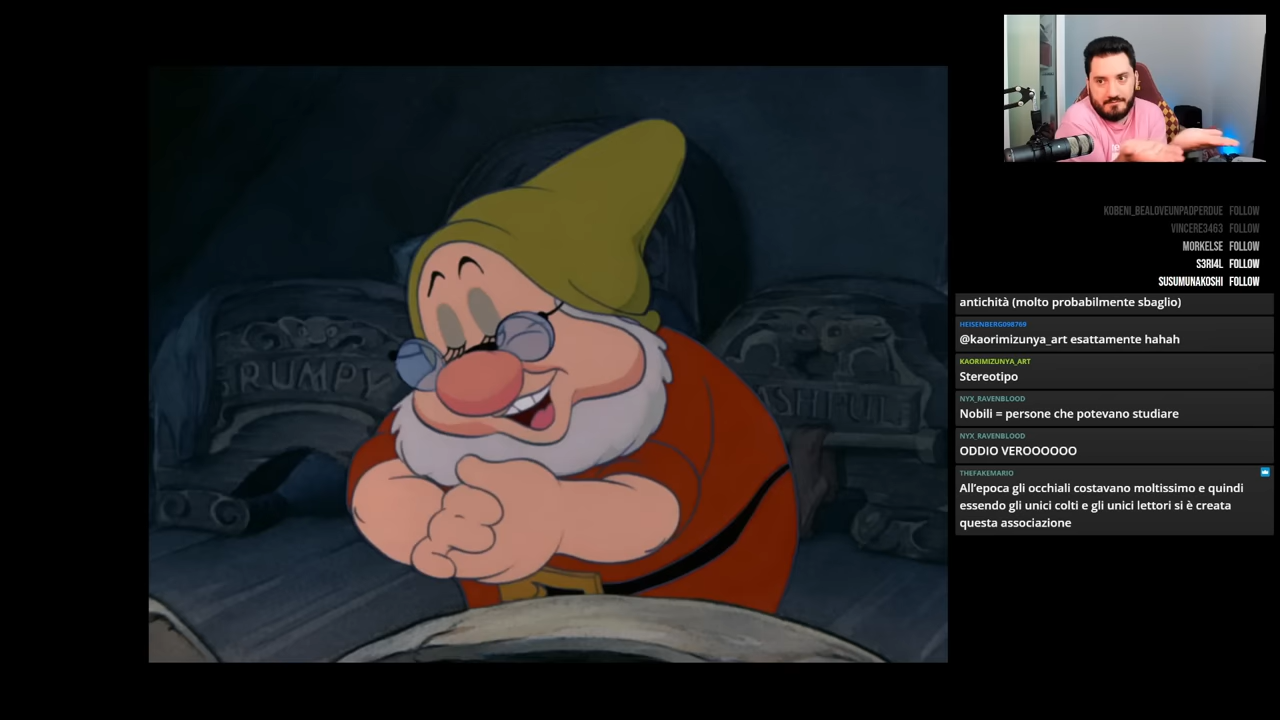 KOBENI_BEALOVEUNPADPERDUE FOLLOW
VINCERE3463 FOLLOW
MORKELSE FOLLOW
S3RI4L FOLLOW
SUSUMUNAKOSHI FOLLOW
antichità (molto probabilmente sbaglio)
HEISENBERG098769
@kaorimizunya_art esattamente hahah
KAORIMIZUNYA_ART
Stereotipo
NYX_RAVENBLOOD
Nobili = persone che potevano studiare
NYX_RAVENBLOOD
ODDIO VEROOOOOO
THEFAKEMARIO
All'epoca gli occhiali costavano moltissimo e quindi
essendo gli unici colti e gli unici lettori si è creata
questa associazione
GRUMPY
ASHFUL